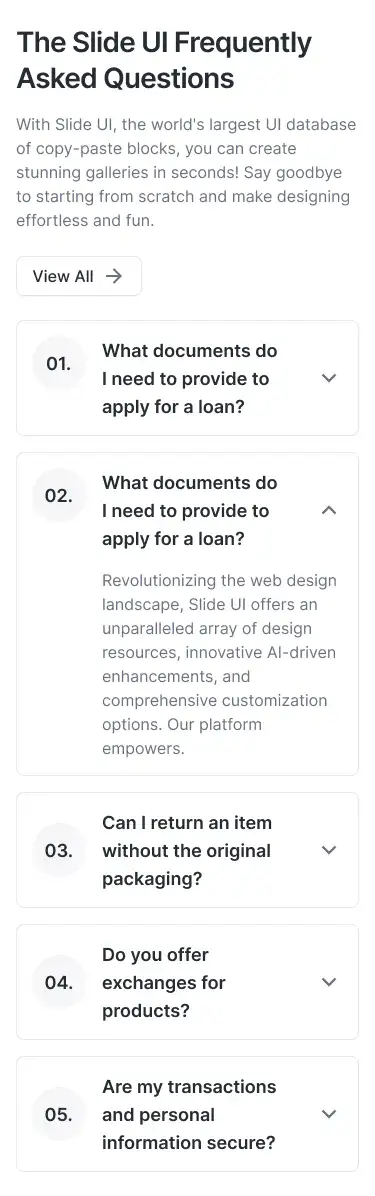 The Slide UI Frequently
Asked Questions
With Slide UI, the world's largest UI database
of copy-paste blocks, you can create
stunning galleries in seconds! Say goodbye
to starting from scratch and make designing
effortless and fun.
View All
01.
What documents do
I need to provide to
apply for a loan?
02.
What documents do
I need to provide to
apply for a loan?
Revolutionizing the web design
landscape, Slide UI offers an
unparalleled array of design
resources, innovative AI-driven
enhancements, and
comprehensive customization
options. Our platform
empowers.
03.
Can I return an item
without the original
packaging?
04.
Do you offer
exchanges for
products?
05.
Are my transactions
and personal
information secure?